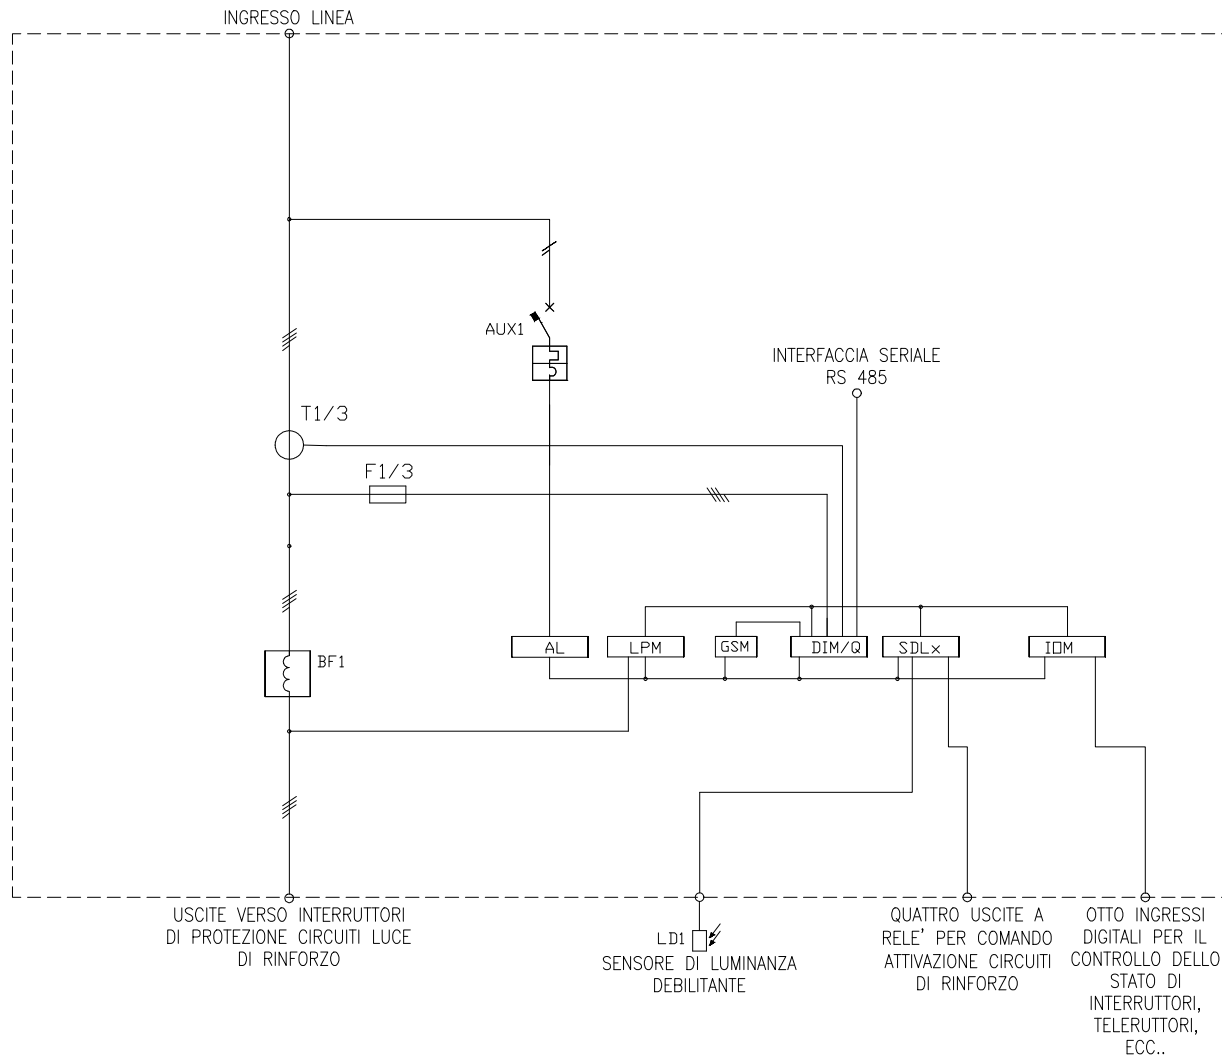 INGRESSO LINEA
AUX1
INTERFACCIA SERIALE
RS 485
T1/3
F1/3
AL
LPM
GSM
DIM/Q
SDLx
IOM
BF1
USCITE VERSO INTERRUTTORI
DI PROTEZIONE CIRCUITI LUCE
DI RINFORZO
LD1
SENSORE DI LUMINANZA
DEBILITANTE
QUATTRO USCITE A
RELE' PER COMANDO
ATTIVAZIONE CIRCUITI
DI RINFORZO
OTTO INGRESSI
DIGITALI PER IL
CONTROLLO DELLO
STATO DI
INTERRUTTORI,
TELERUTTORI,
ECC..